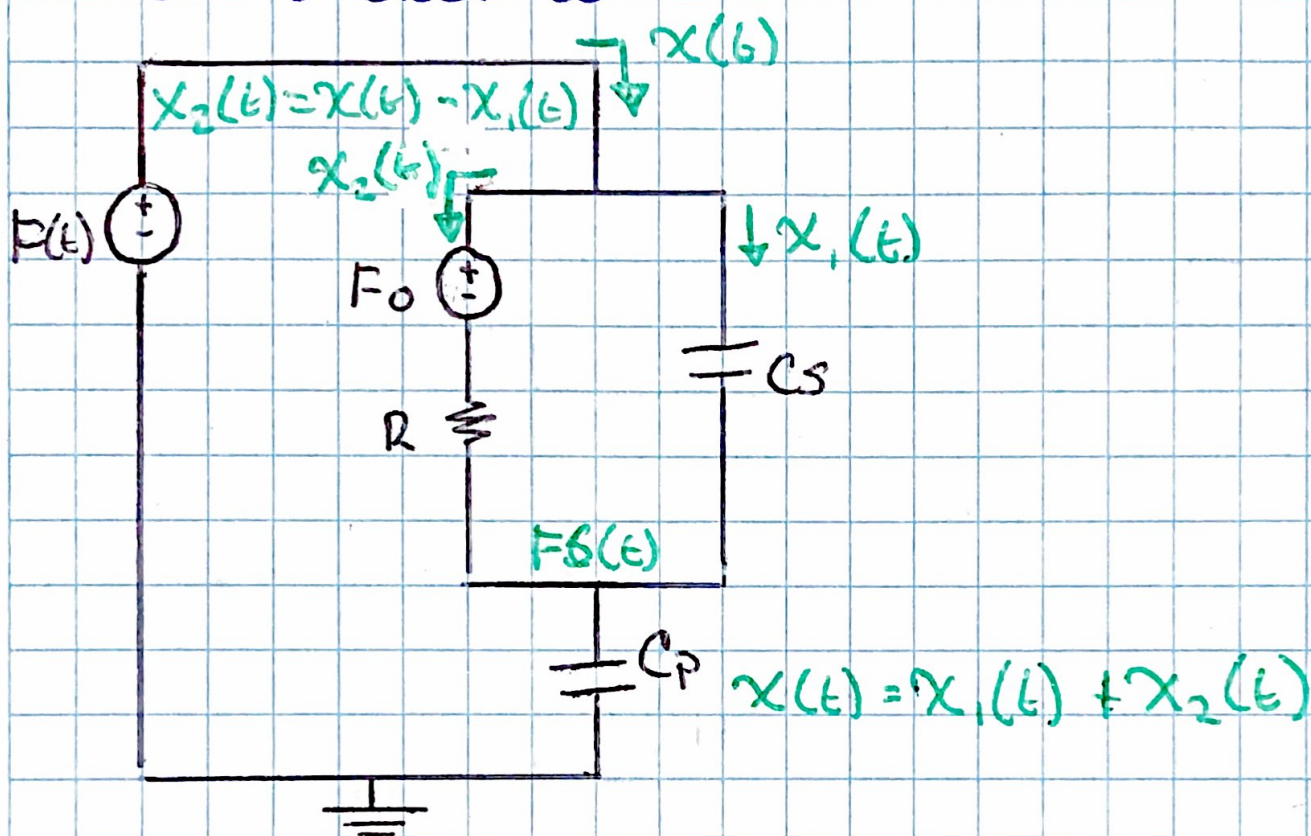 x(t)
x₂(t)=x(t)-x₁(t)
x₂(t)
F(t)
+
-
x₁(t)
F0
+
-
Cs
R
FS(t)
Cp
x(t)=x₁(t)+x₂(t)